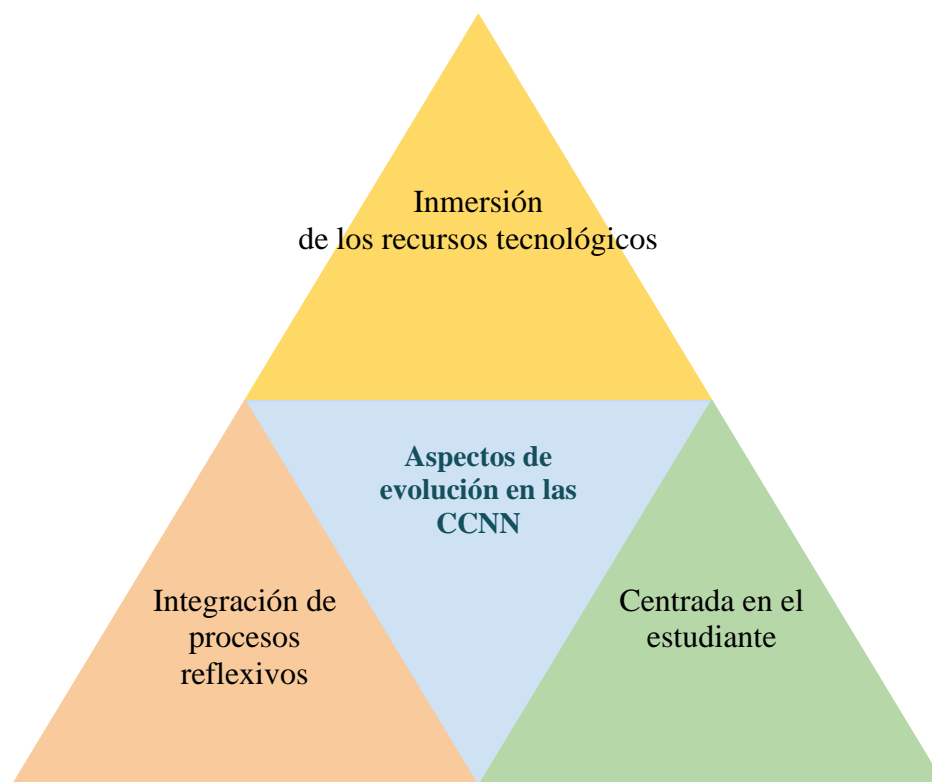 Inmersión
de los recursos tecnológicos
Aspectos de
evolución en las
CCNN
Integración de
procesos
reflexivos
Centrada en el
estudiante